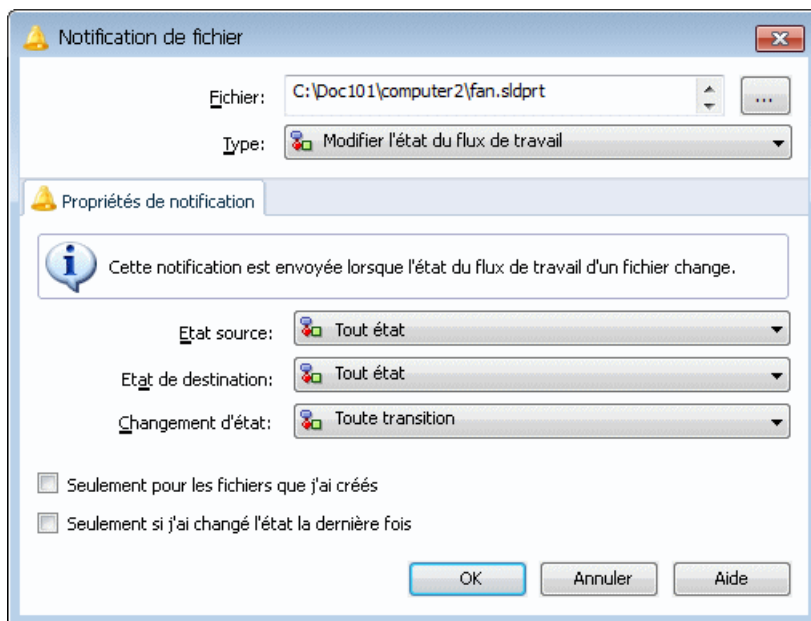 Notification de fichier
Fichier: C:\Doc101\computer2\fan.sldprt ...
Type: Modifier l'état du flux de travail
Propriétés de notification
Cette notification est envoyée lorsque l'état du flux de travail d'un fichier change.
Etat source: Tout état
Etat de destination: Tout état
Changement d'état: Toute transition
Seulement pour les fichiers que j'ai créés
Seulement si j'ai changé l'état la dernière fois
OK Annuler Aide